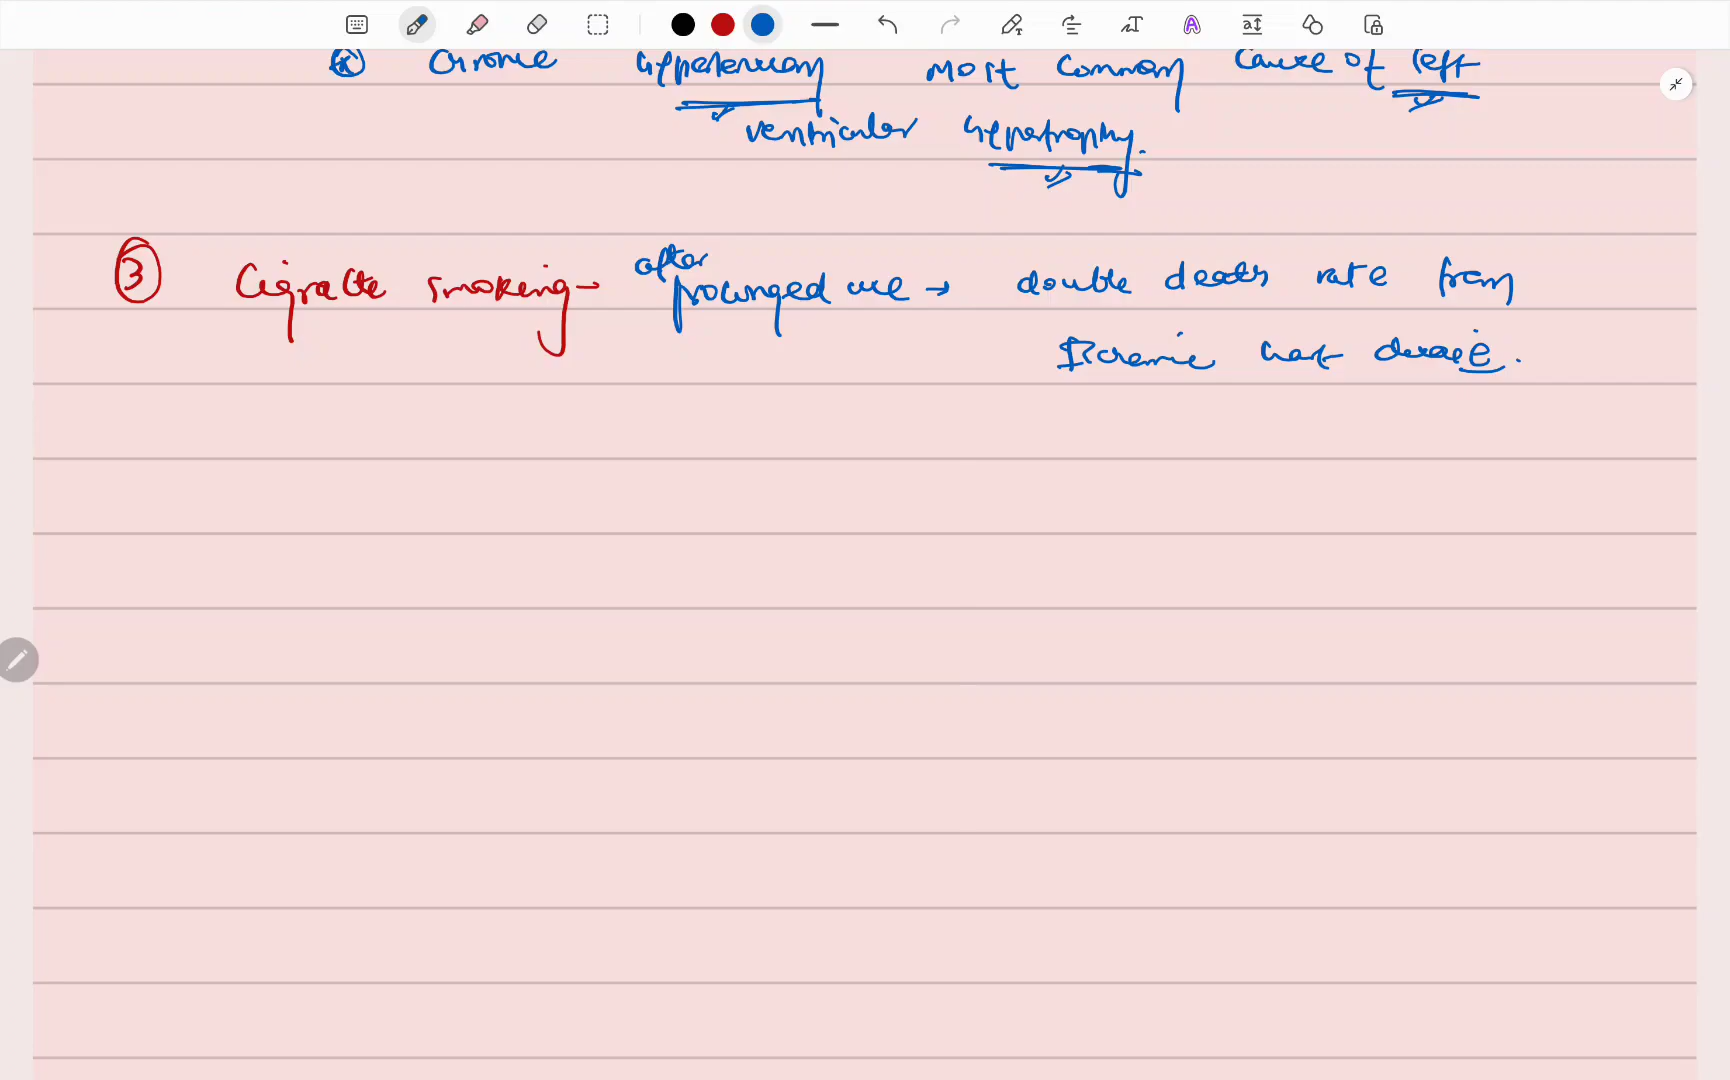 Chronic hypertension most common cause of left
ventricular hypertrophy.
③ Cigratte smoking - after prolonged use → double death rate from
Ischemic heart disease.